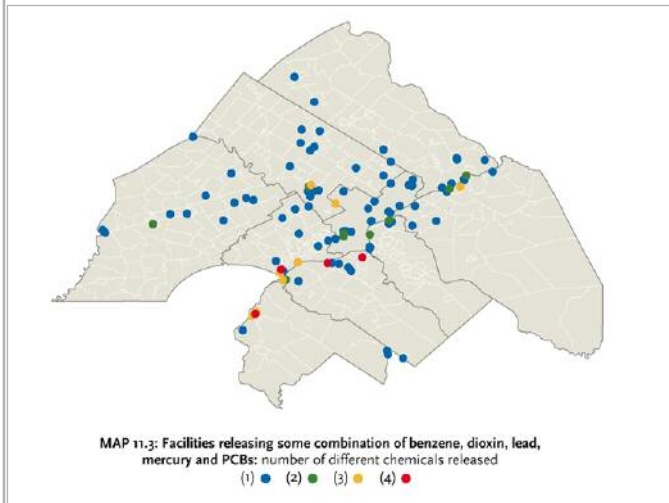 MAP 11.3: Facilities releasing some combination of benzene, dioxin, lead,
mercury and PCBs: number of different chemicals released
(1) (2) (3) (4)